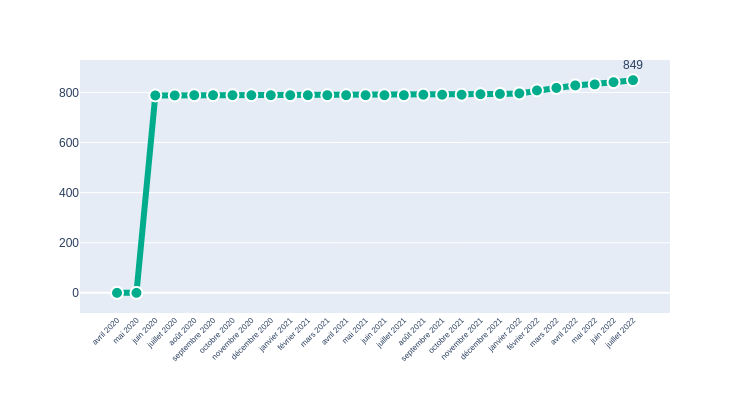 849
800
600
400
200
0
avril 2020
mai 2020
juin 2020
juillet 2020
août 2020
septembre 2020
octobre 2020
novembre 2020
décembre 2020
janvier 2021
février 2021
mars 2021
avril 2021
mai 2021
juin 2021
juillet 2021
août 2021
septembre 2021
octobre 2021
novembre 2021
décembre 2021
janvier 2022
février 2022
mars 2022
avril 2022
mai 2022
juin 2022
juillet 2022